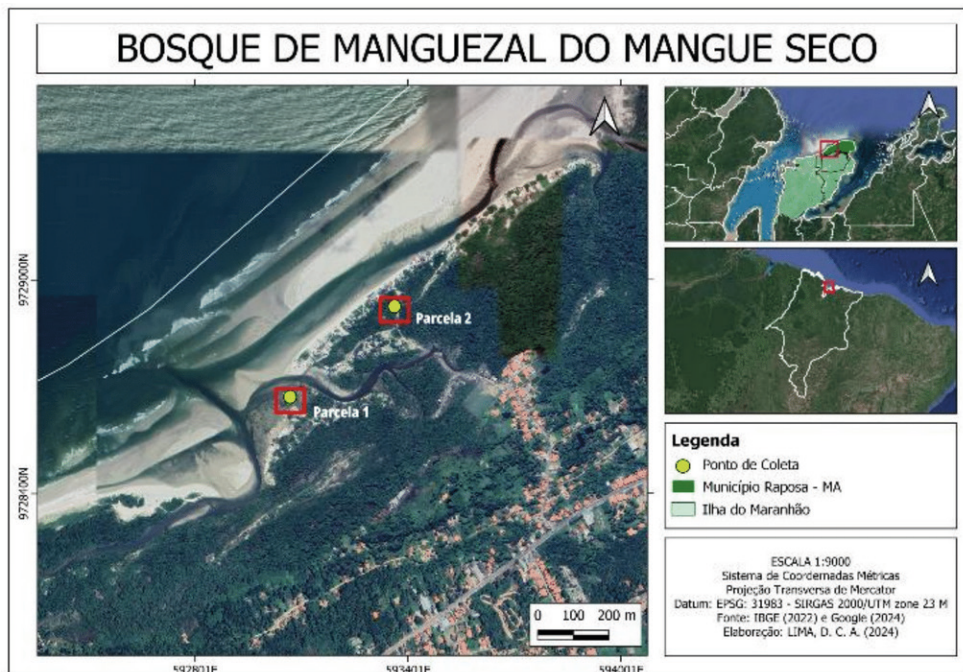 BOSQUE DE MANGUEZAL DO MANGUE SECO
9729000N
9728400N
Parcela 2
Parcela 1
0 100 200 m
592801E
593401E
594001E
Legenda
Ponto de Coleta
Município Raposa - MA
Ilha do Maranhão
ESCALA 1:9000
Sistema de Coordernadas Métricas
Projeção Transversa de Mercator
Datum: EPSG: 31983 - SIRGAS 2000/UTM zone 23 M
Fonte: IBGE (2022) e Google (2024)
Elaboração: LIMA, D. C. A. (2024)